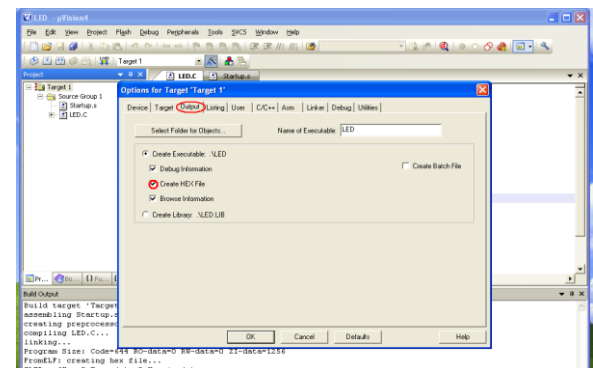 LED - µVision4
File Edit View Project Flash Debug Peripherals Tools SVCS Window Help
Target 1
Project
LED.C Startup.s
Target 1
Source Group 1
Startup.s
LED.C
Options for Target 'Target 1'
Device Target Output Listing User C/C++ Asm Linker Debug Utilities
Select Folder for Objects... Name of Executable: LED
Create Executable: .\LED
Debug Information Create Batch File
Create HEX File
Browse Information
Create Library: .\LED.LIB
Pr... Bo... {} Fu...
Build Output
Build target 'Target
assembling Startup.s
creating preprocesso
compiling LED.C...
linking...
Program Size: Code=644 RO-data=0 RW-data=0 ZI-data=1256
FromELF: creating hex file...
OK Cancel Defaults Help